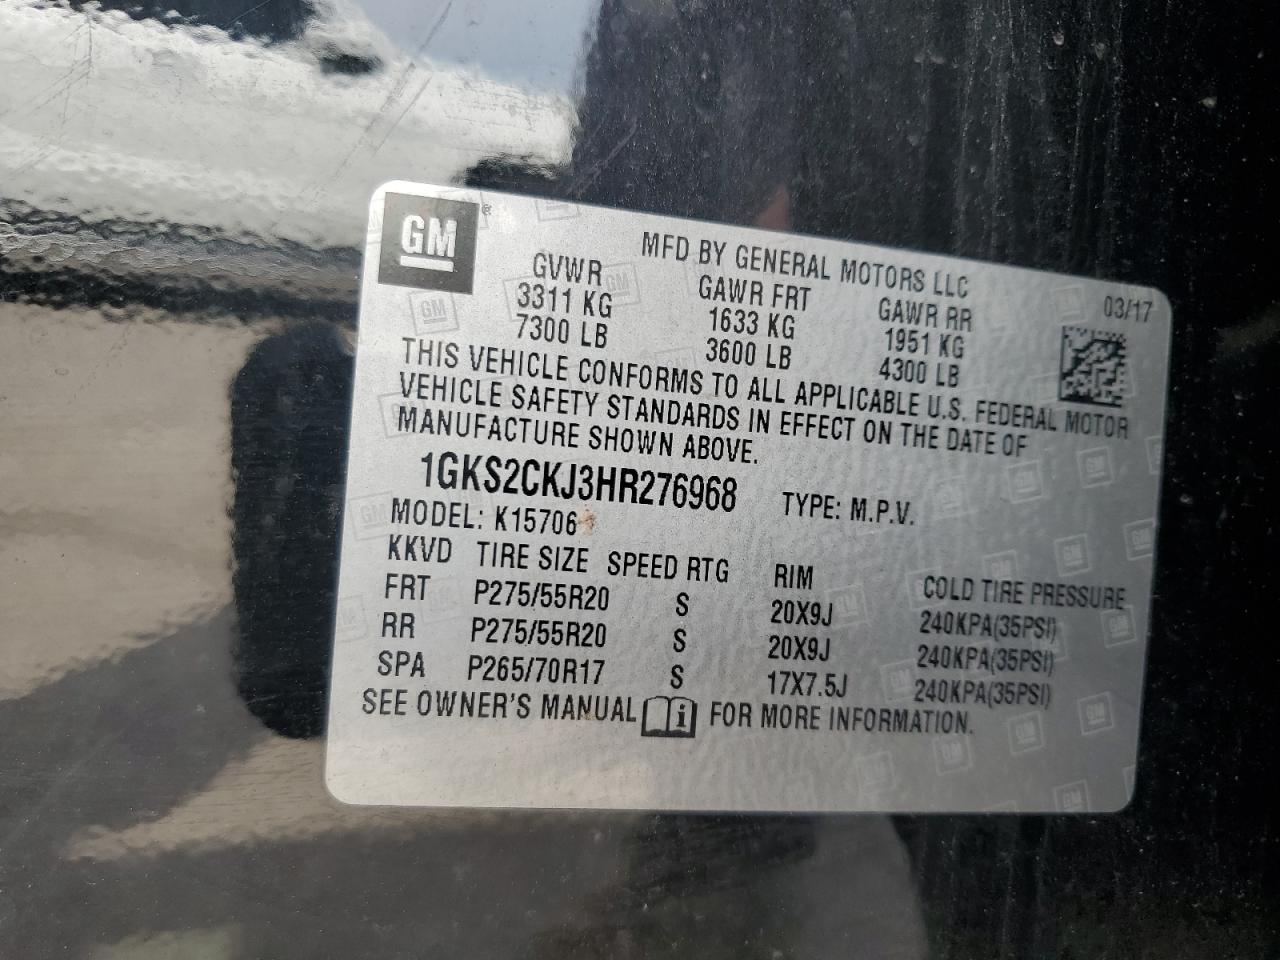 GM
MFD BY GENERAL MOTORS LLC
03/17
GVWR GAWR FRT GAWR RR
3311 KG 1633 KG 1951 KG
7300 LB 3600 LB 4300 LB
THIS VEHICLE CONFORMS TO ALL APPLICABLE U.S. FEDERAL MOTOR
VEHICLE SAFETY STANDARDS IN EFFECT ON THE DATE OF
MANUFACTURE SHOWN ABOVE.
1GKS2CKJ3HR276968 TYPE: M.P.V.
MODEL: K15706
KKVD TIRE SIZE SPEED RTG RIM COLD TIRE PRESSURE
FRT P275/55R20 S 20X9J 240KPA(35PSI)
RR P275/55R20 S 20X9J 240KPA(35PSI)
SPA P265/70R17 S 17X7.5J 240KPA(35PSI)
SEE OWNER'S MANUAL i FOR MORE INFORMATION.